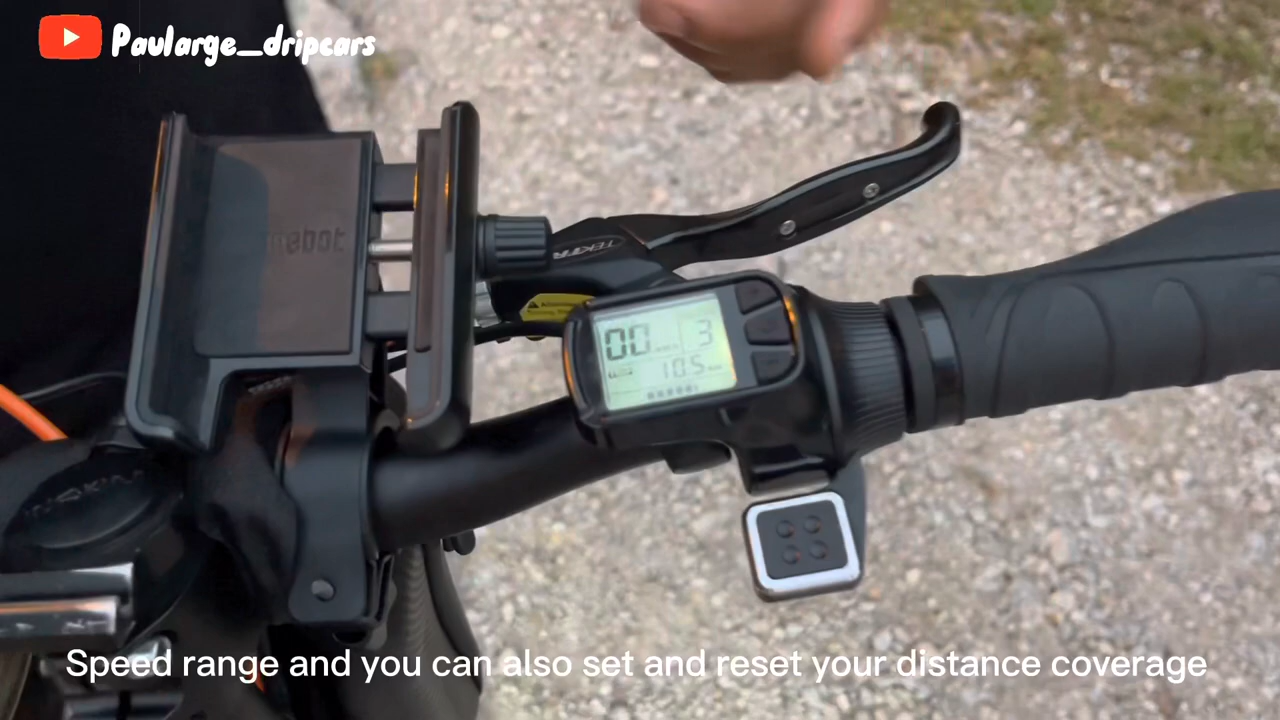 Paularge_dripcars
TEKTRO
00
3
10.5
Speed range and you can also set and reset your distance coverage